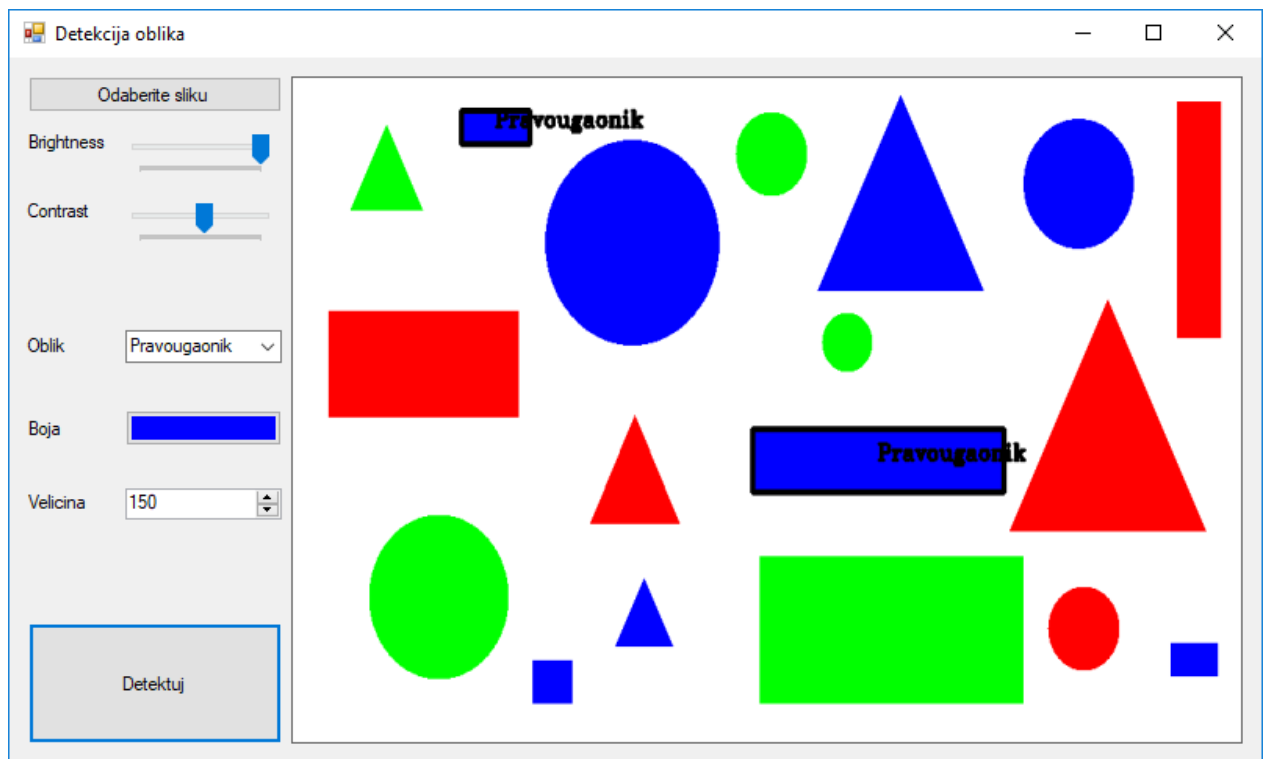 Detekcija oblika
Odaberite sliku
Brightness
Contrast
Oblik
Pravougaonik
Boja
Velicina
150
Detektuj
Pravougaonik
Pravougaonik